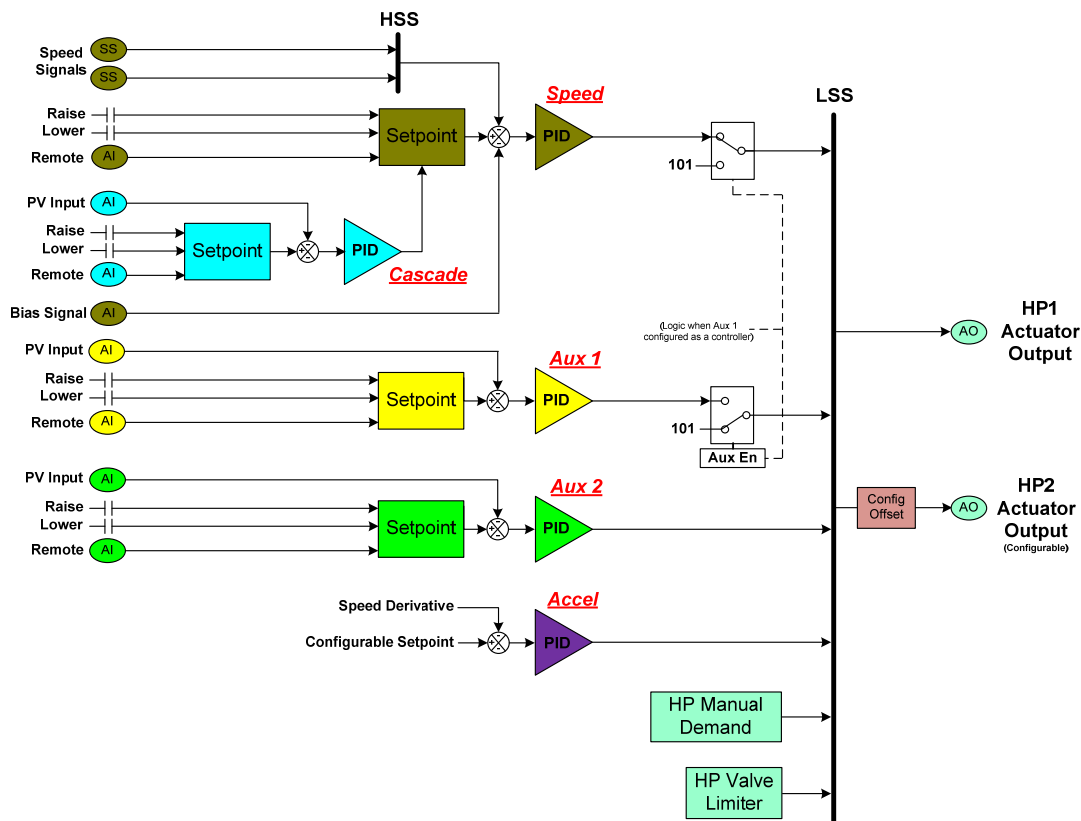 HSS
Speed
Signals
SS
SS
Raise
Lower
Remote
AI
Setpoint
+
-
-
Speed
PID
101
LSS
PV Input
AI
Raise
Lower
Remote
AI
Setpoint
+
-
PID
Cascade
Bias Signal
AI
(Logic when Aux 1
configured as a controller)
HP1
Actuator
Output
AO
PV Input
AI
Raise
Lower
Remote
AI
Setpoint
+
-
Aux 1
PID
101
Aux En
PV Input
AI
Raise
Lower
Remote
AI
Setpoint
+
-
Aux 2
PID
Config
Offset
AO
HP2
Actuator
Output
(Configurable)
Speed Derivative
Configurable Setpoint
+
-
Accel
PID
HP Manual
Demand
HP Valve
Limiter